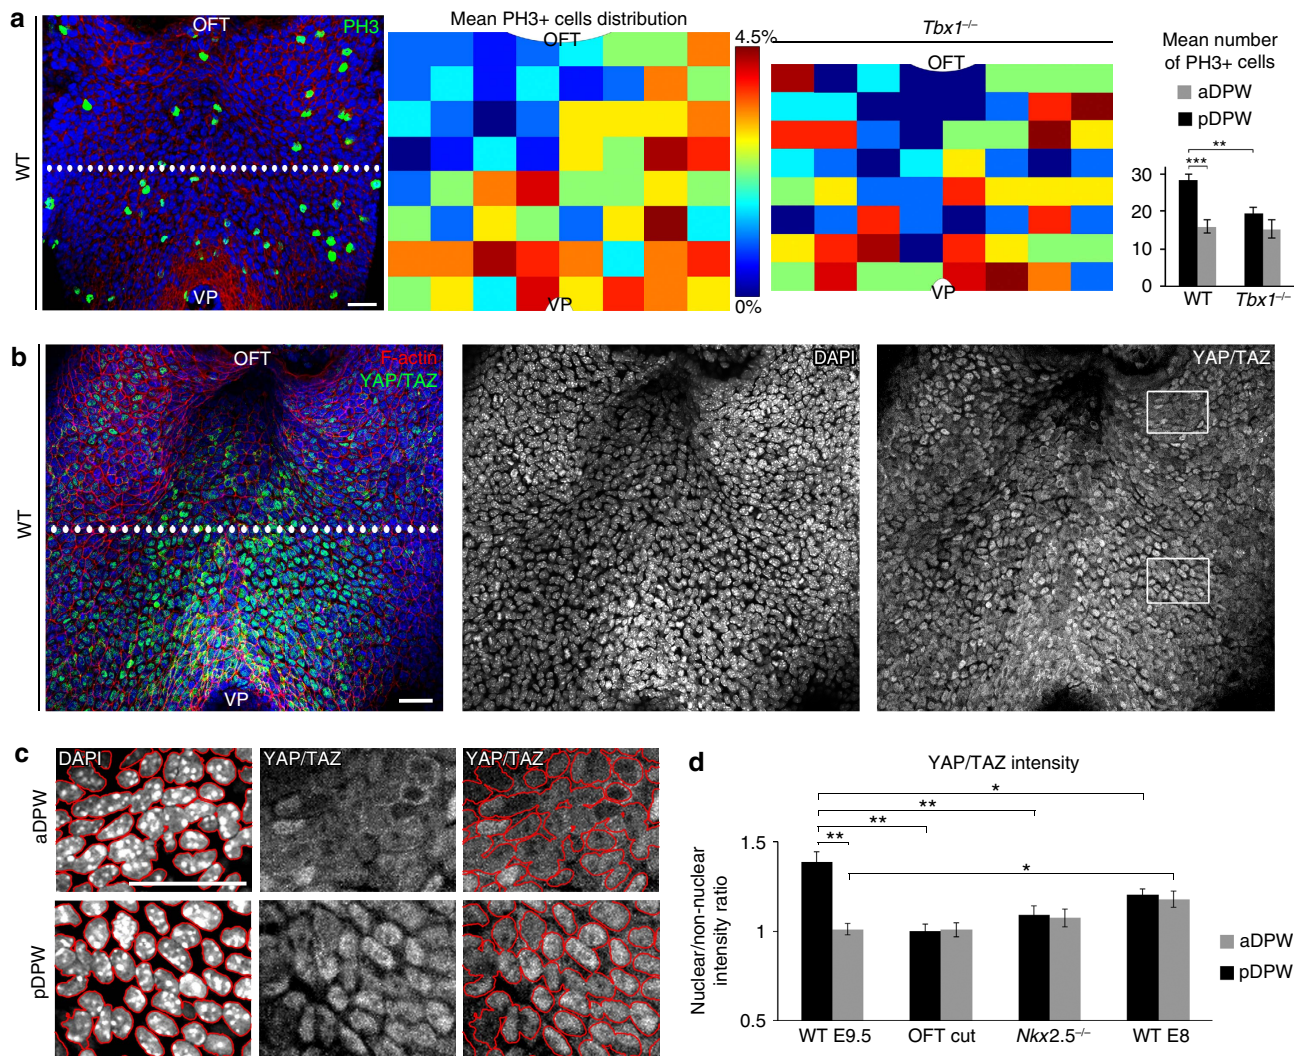 a
WT
OFT
PH3
VP
Mean PH3+ cells distribution
OFT
VP
4.5%
0%
Tbx1–/–
OFT
VP
Mean number
of PH3+ cells
aDPW
pDPW
**
***
30
20
10
0
WT
Tbx1–/–
b
WT
OFT
F-actin
YAP/TAZ
VP
DAPI
YAP/TAZ
c
DAPI
YAP/TAZ
YAP/TAZ
aDPW
pDPW
d
YAP/TAZ intensity
*
**
**
**
*
1.5
1
0.5
Nuclear/non-nuclear
intensity ratio
aDPW
pDPW
WT E9.5
OFT cut
Nkx2.5–/–
WT E8